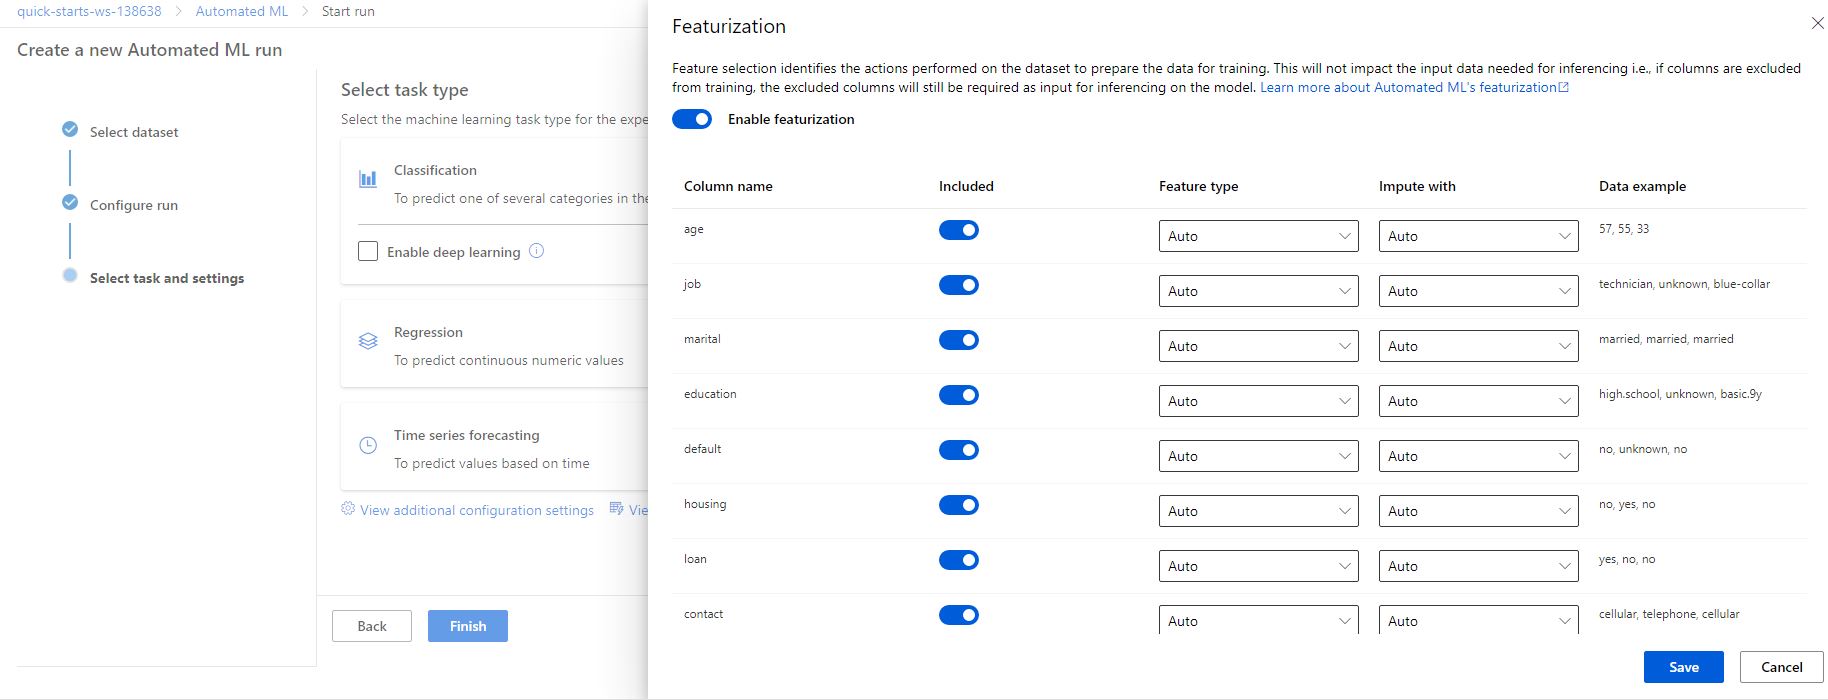 quick-starts-ws-138638 > Automated ML > Start run
Create a new Automated ML run
Select dataset
Configure run
Select task and settings
Select task type
Select the machine learning task type for the expe
Classification
To predict one of several categories in the
Enable deep learning
Regression
To predict continuous numeric values
Time series forecasting
To predict values based on time
View additional configuration settings Vie
Back Finish
Featurization
Feature selection identifies the actions performed on the dataset to prepare the data for training. This will not impact the input data needed for inferencing i.e., if columns are excluded
from training, the excluded columns will still be required as input for inferencing on the model. Learn more about Automated ML's featurization
Enable featurization
Column name Included Feature type Impute with Data example
age Auto Auto 57, 55, 33
job Auto Auto technician, unknown, blue-collar
marital Auto Auto married, married, married
education Auto Auto high.school, unknown, basic.9y
default Auto Auto no, unknown, no
housing Auto Auto no, yes, no
loan Auto Auto yes, no, no
contact Auto Auto cellular, telephone, cellular
Save Cancel